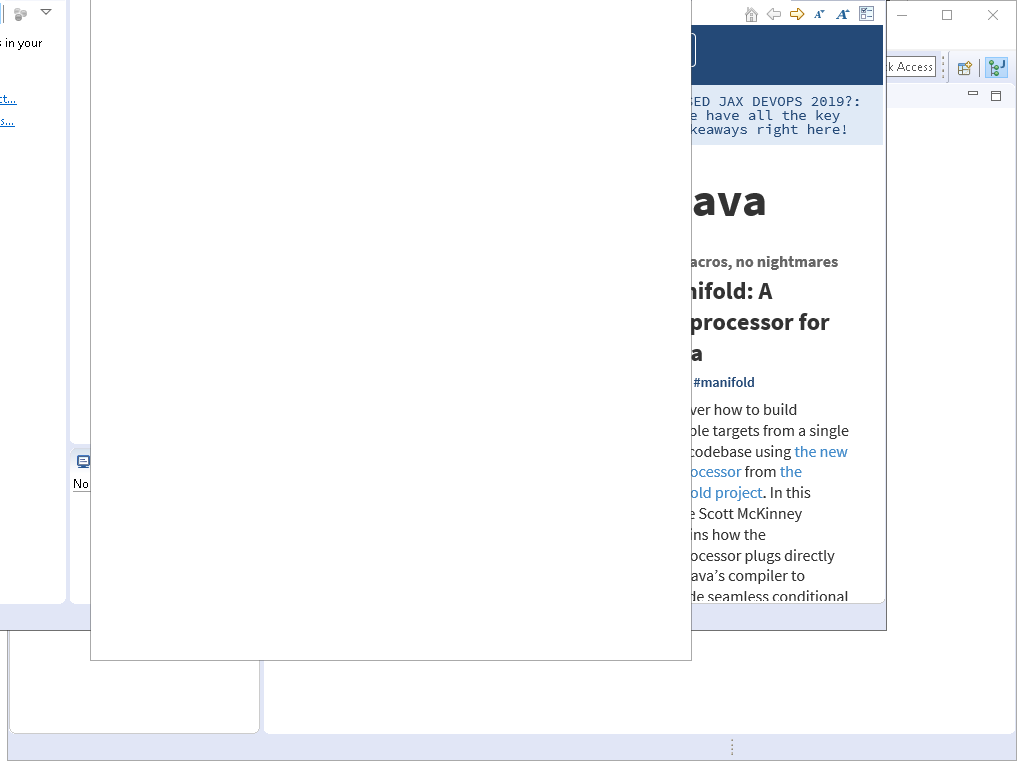 s in your
ct...
s...
No
A
A
k Access
SED JAX DEVOPS 2019?:
e have all the key
keaways right here!
ava
acros, no nightmares
nifold: A
processor for
a
#manifold
ver how to build
ple targets from a single
codebase using the new
ocessor from the
old project. In this
e Scott McKinney
ins how the
ocessor plugs directly
ava's compiler to
de seamless conditional